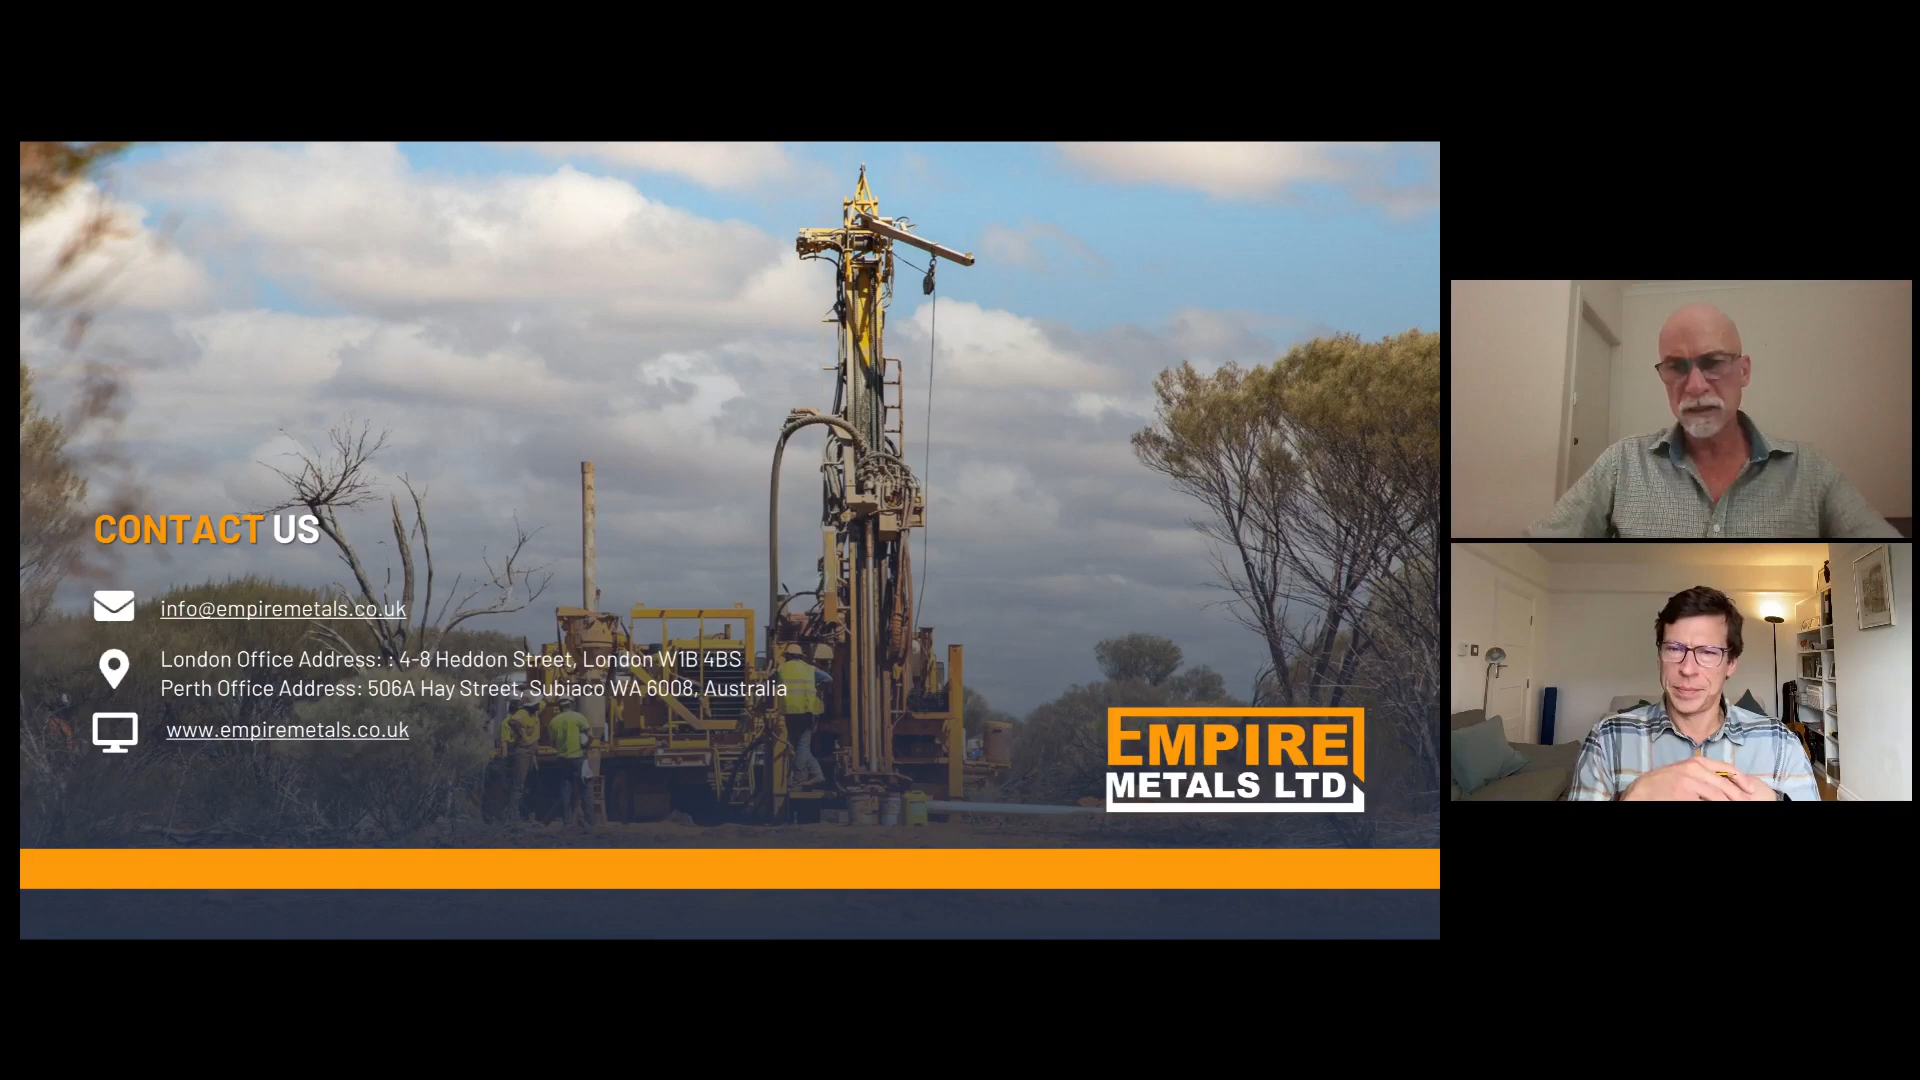 CONTACT US
info@empiremetals.co.uk
London Office Address: : 4-8 Heddon Street, London W1B 4BS
Perth Office Address: 506A Hay Street, Subiaco WA 6008, Australia
www.empiremetals.co.uk
EMPIRE
METALS LTD